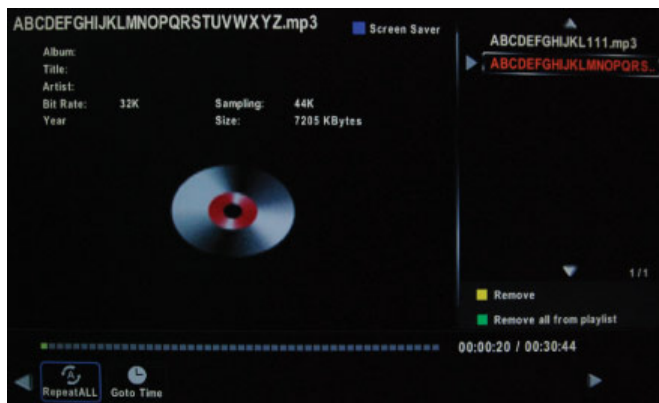 ABCDEFGHIJKLMNOPQRSTUVWXYZ.mp3
Screen Saver
Album:
Title:
Artist:
Bit Rate: 32K Sampling: 44K
Year Size: 7205 KBytes
ABCDEFGHIJKL111.mp3
ABCDEFGHIJKLMNOPQRS..
1/1
Remove
Remove all from playlist
00:00:20 / 00:30:44
A
RepeatALL Goto Time